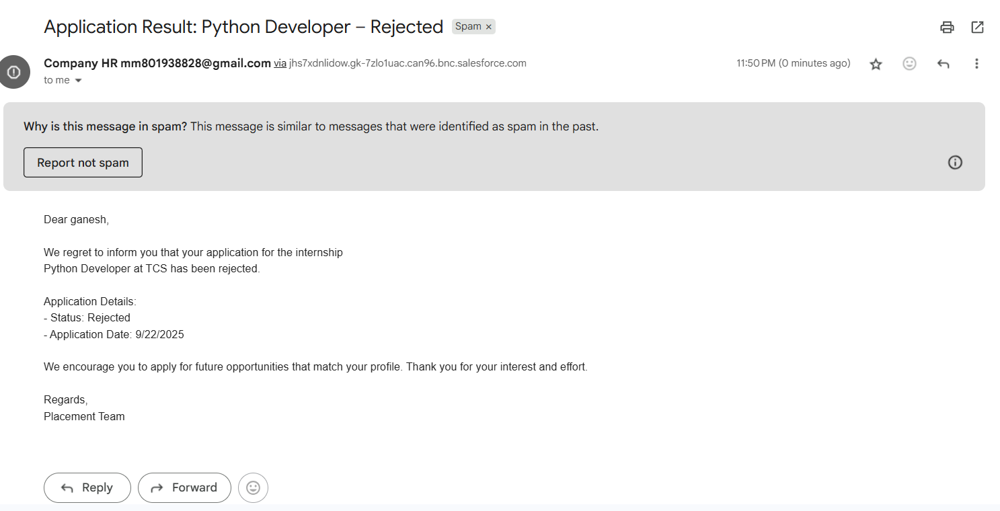 Application Result: Python Developer – Rejected Spam ×
Company HR mm801938828@gmail.com via jhs7xdnlidow.gk-7zlo1uac.can96.bnc.salesforce.com 11:50 PM (0 minutes ago)
to me
Why is this message in spam? This message is similar to messages that were identified as spam in the past.
Report not spam
Dear ganesh,
We regret to inform you that your application for the internship
Python Developer at TCS has been rejected.
Application Details:
- Status: Rejected
- Application Date: 9/22/2025
We encourage you to apply for future opportunities that match your profile. Thank you for your interest and effort.
Regards,
Placement Team
Reply Forward